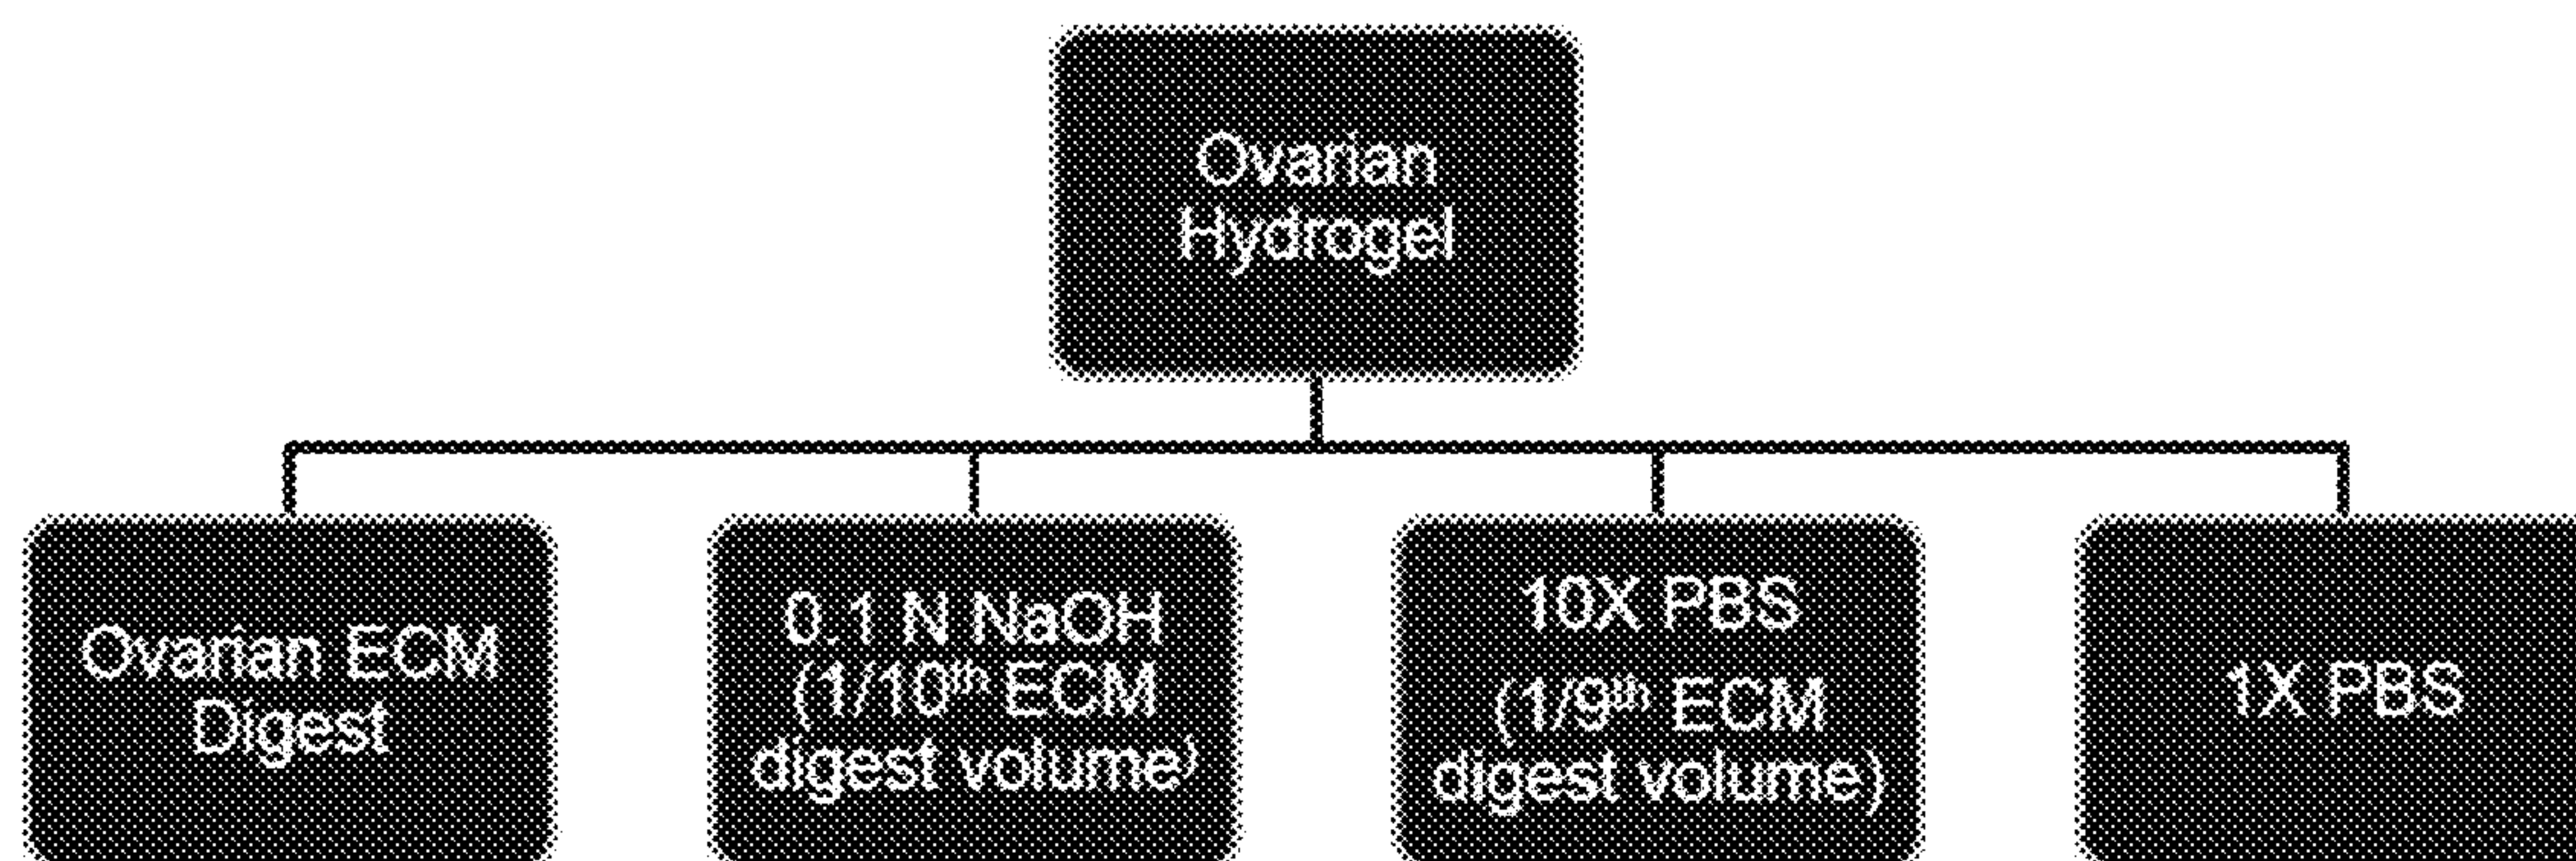 Ovarian
Hydrogel
Ovarian ECM
Digest
0.1 N NaOH
(1/10th ECM
digest volume)
10X PBS
(1/9th ECM
digest volume)
1X PBS